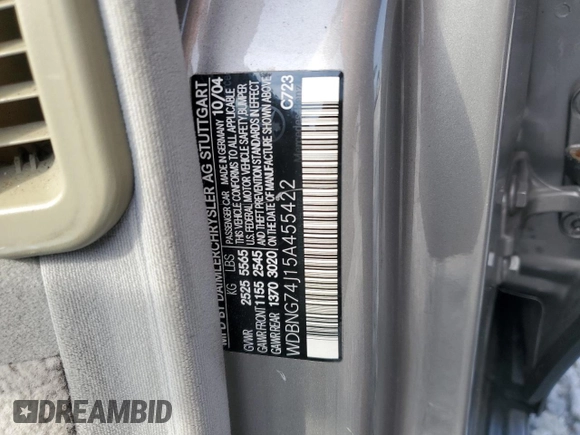 MFD BY DAIMLERCHRYSLER AG STUTTGART
PASSENGER CAR MADE IN GERMANY 10/04
KG LBS THIS VEHICLE CONFORMS TO ALL APPLICABLE
GVWR 2525 5565 U.S. FEDERAL MOTOR VEHICLE SAFETY, BUMPER
GAWR FRONT 1155 2545 AND THEFT PREVENTION STANDARDS IN EFFECT
GAWR REAR 1370 3020 ON THE DATE OF MANUFACTURE SHOWN ABOVE
WDBNG74J15A455422 C723
DREAMBID